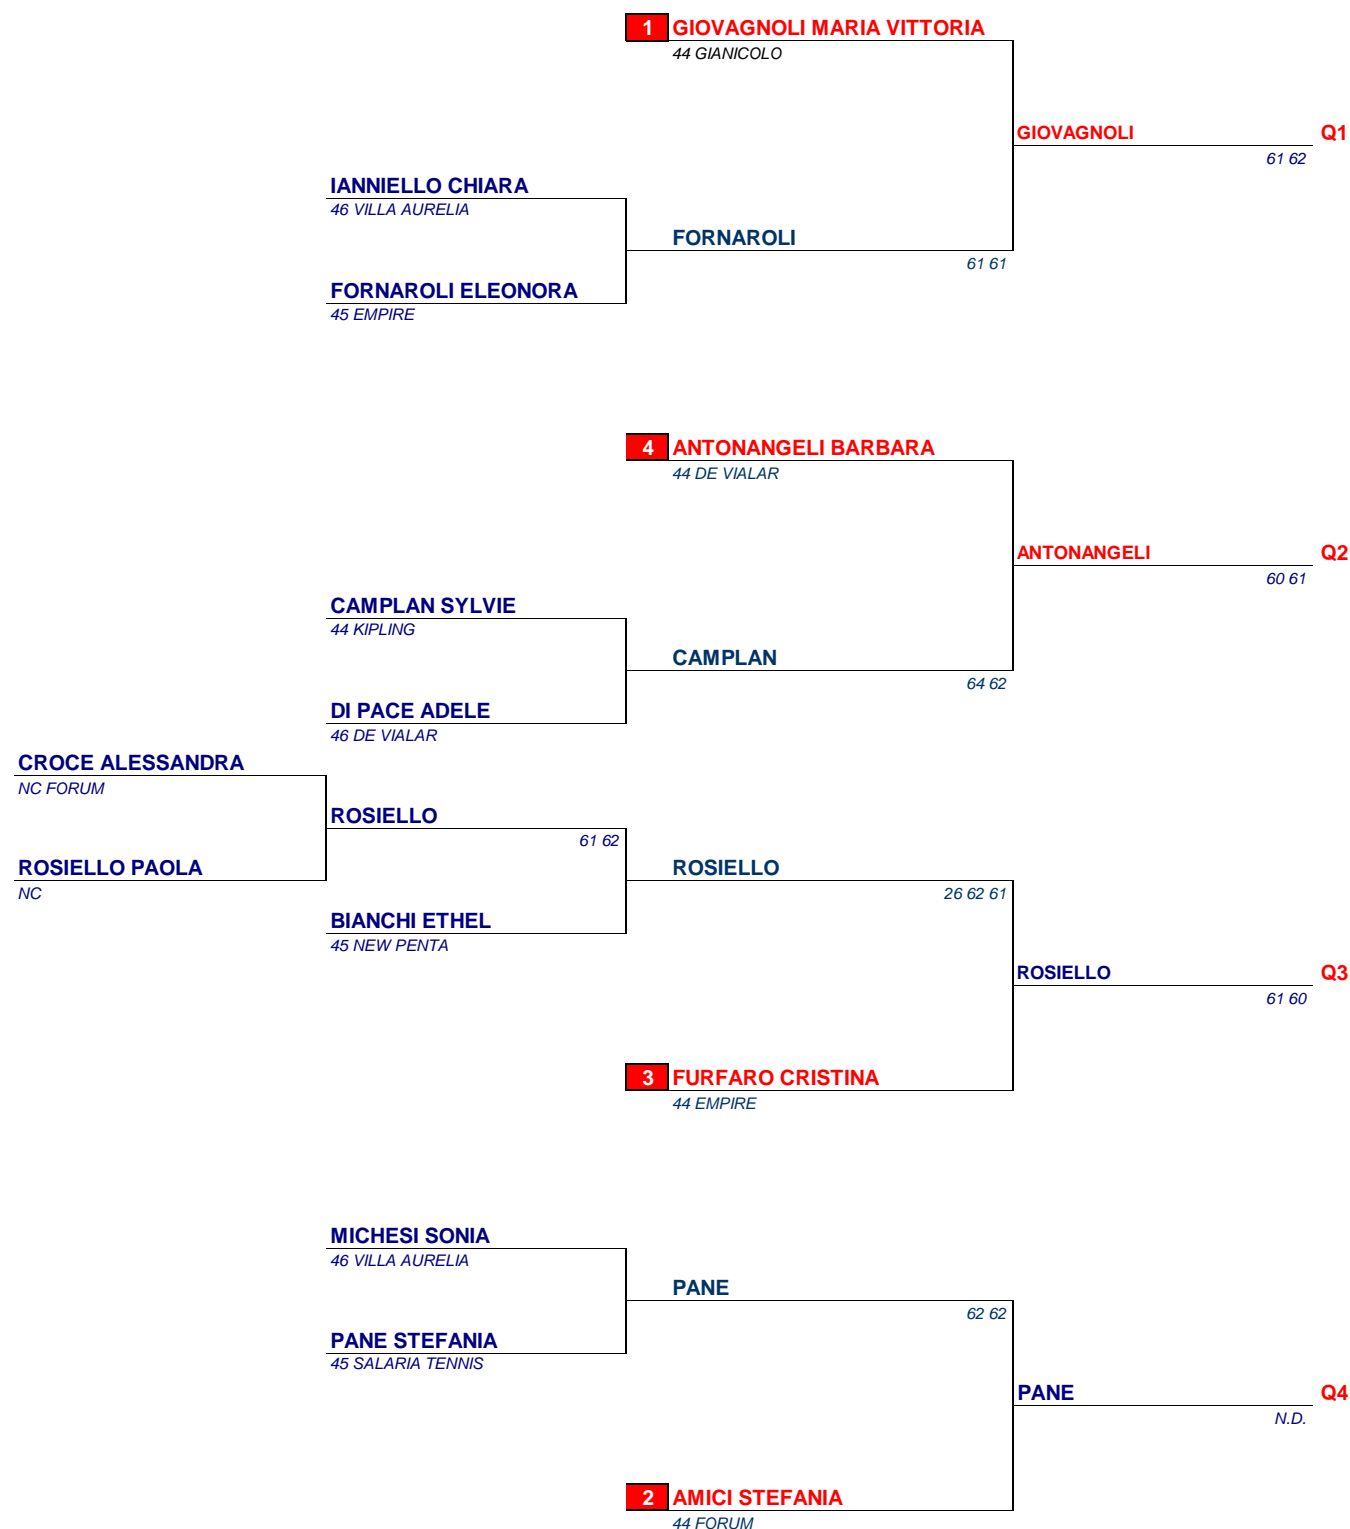 1 GIOVAGNOLI MARIA VITTORIA
44 GIANICOLO
GIOVAGNOLI Q1
61 62
IANNIELLO CHIARA
46 VILLA AURELIA
FORNAROLI
61 61
FORNAROLI ELEONORA
45 EMPIRE
4 ANTONANGELI BARBARA
44 DE VIALAR
ANTONANGELI Q2
60 61
CAMPLAN SYLVIE
44 KIPLING
CAMPLAN
64 62
DI PACE ADELE
46 DE VIALAR
CROCE ALESSANDRA
NC FORUM
ROSIELLO
61 62
ROSIELLO PAOLA
NC
ROSIELLO
26 62 61
BIANCHI ETHEL
45 NEW PENTA
ROSIELLO Q3
61 60
3 FURFARO CRISTINA
44 EMPIRE
MICHESI SONIA
46 VILLA AURELIA
PANE
62 62
PANE STEFANIA
45 SALARIA TENNIS
PANE Q4
N.D.
2 AMICI STEFANIA
44 FORUM